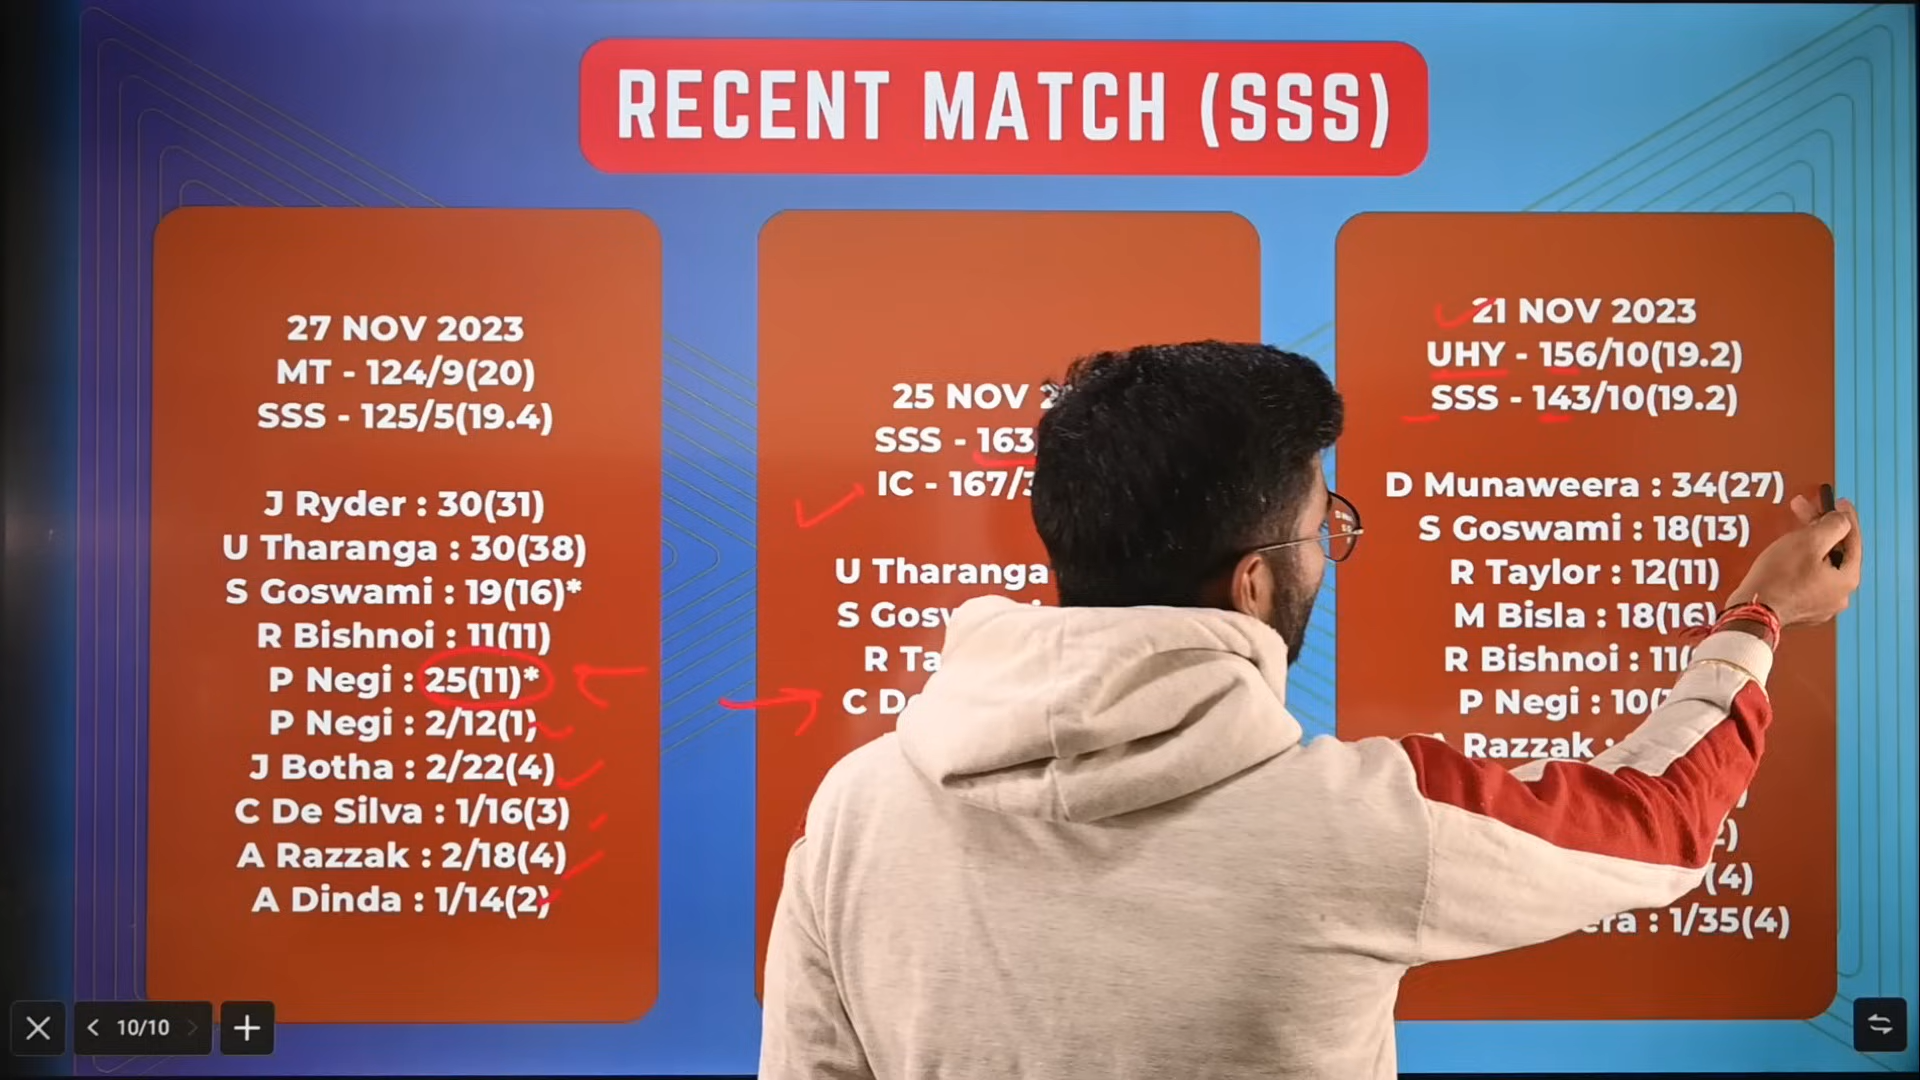 RECENT MATCH (SSS)
27 NOV 2023
MT - 124/9(20)
SSS - 125/5(19.4)
J Ryder : 30(31)
U Tharanga : 30(38)
S Goswami : 19(16)*
R Bishnoi : 11(11)
P Negi : 25(11)*
P Negi : 2/12(1)
J Botha : 2/22(4)
C De Silva : 1/16(3)
A Razzak : 2/18(4)
A Dinda : 1/14(2)
25 NOV
SSS - 163
IC - 167/3
U Tharanga
S
R
C
21 NOV 2023
UHY - 156/10(19.2)
SSS - 143/10(19.2)
D Munaweera : 34(27)
S Goswami : 18(13)
R Taylor : 12(11)
M Bisla : 18(16)
R Bishnoi : 11(
P Negi : 10(
Razzak :
(4)
: 1/35(4)
10/10